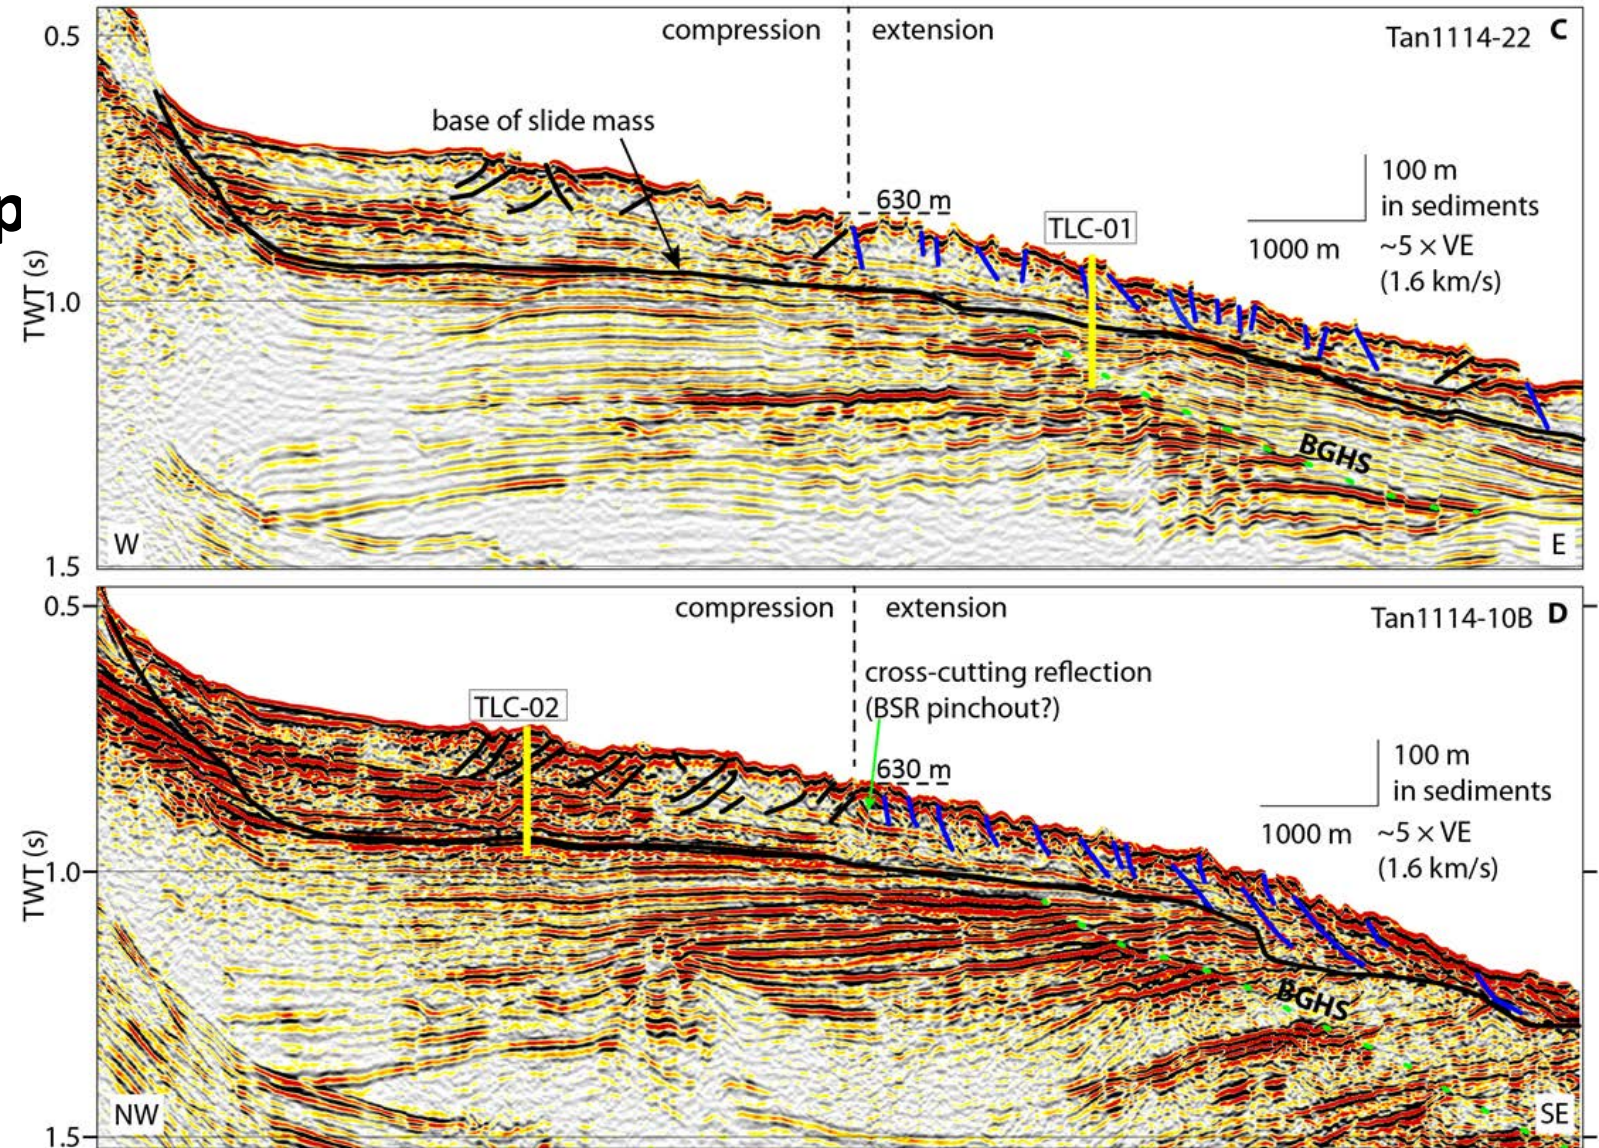 compression extension Tan1114-22 C
0.5
base of slide mass
p
630 m
100 m
in sediments
1000 m ~5 × VE
(1.6 km/s)
TLC-01
TWT (s)
1.0
BGHS
W E
1.5
0.5
compression extension Tan1114-10B D
cross-cutting reflection
(BSR pinchout?)
TLC-02
630 m
100 m
in sediments
1000 m ~5 × VE
(1.6 km/s)
TWT (s)
1.0
BGHS
NW SE
1.5